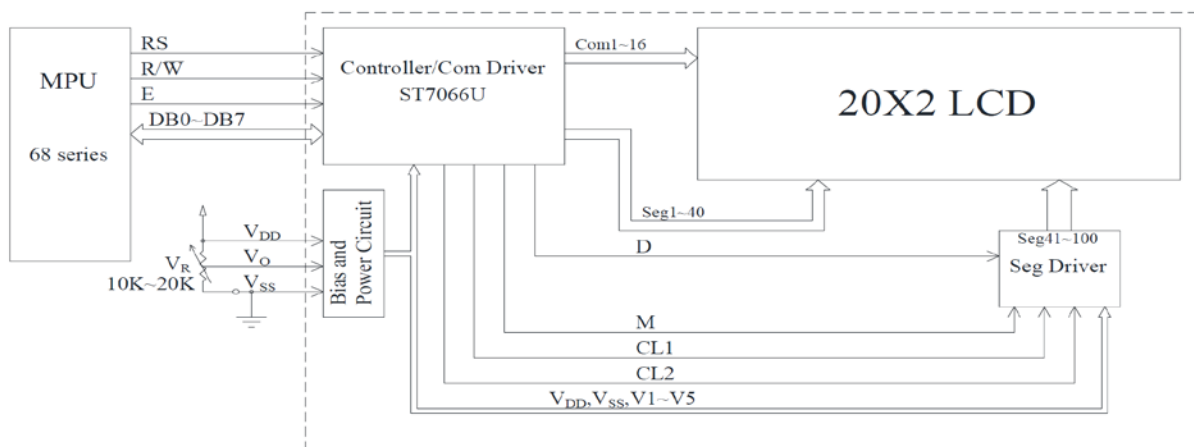 MPU
68 series
RS
R/W
E
DB0~DB7
Controller/Com Driver
ST7066U
Com1~16
20X2 LCD
Seg1~40
D
Seg41~100
Seg Driver
VDD
VO
VR
10K~20K
VSS
Bias and
Power Circuit
M
CL1
CL2
VDD,VSS,V1~V5